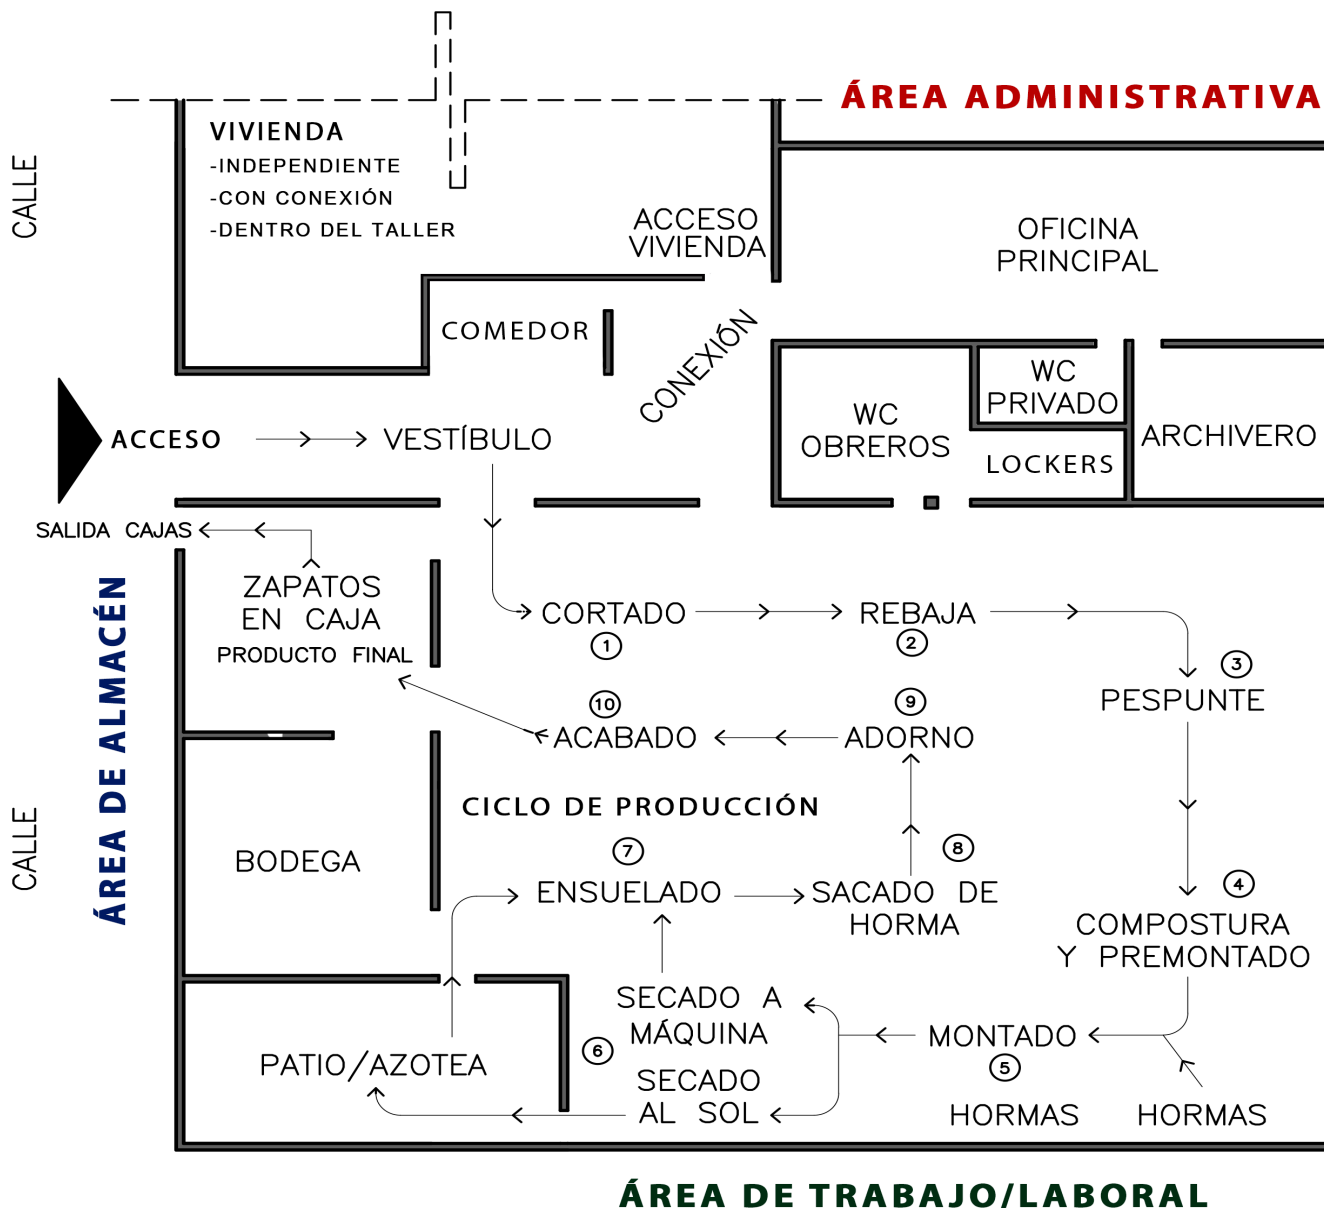 ÁREA ADMINISTRATIVA
VIVIENDA
-INDEPENDIENTE
-CON CONEXIÓN
-DENTRO DEL TALLER
CALLE
ACCESO
VIVIENDA
OFICINA
PRINCIPAL
COMEDOR
CONEXIÓN
WC
PRIVADO
WC
OBREROS
LOCKERS
ARCHIVERO
ACCESO
VESTÍBULO
SALIDA CAJAS
ZAPATOS
EN CAJA
PRODUCTO FINAL
ÁREA DE ALMACÉN
CORTADO
1
REBAJA
2
3
PESPUNTE
10
ACABADO
9
ADORNO
CICLO DE PRODUCCIÓN
CALLE
BODEGA
7
ENSUELADO
8
SACADO DE
HORMA
4
COMPOSTURA
Y PREMONTADO
SECADO A
MÁQUINA
6
MONTADO
5
PATIO/AZOTEA
SECADO
AL SOL
HORMAS
HORMAS
ÁREA DE TRABAJO/LABORAL